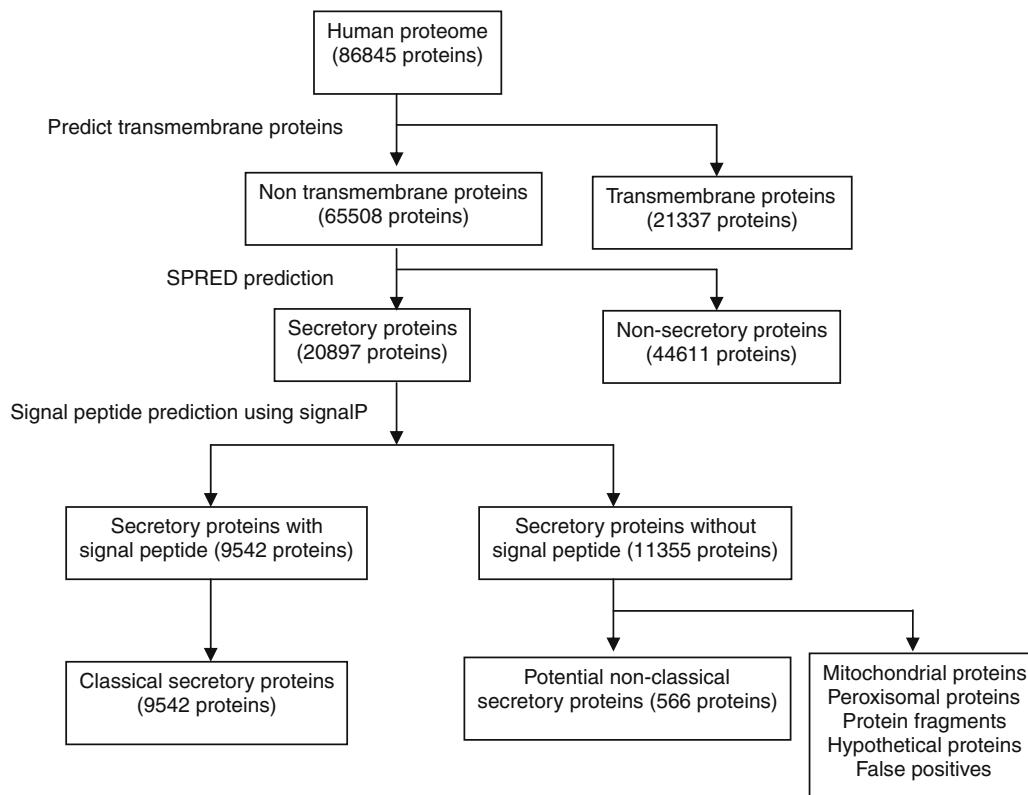 Human proteome
(86845 proteins)
Predict transmembrane proteins
Non transmembrane proteins
(65508 proteins)
Transmembrane proteins
(21337 proteins)
SPRED prediction
Secretory proteins
(20897 proteins)
Non-secretory proteins
(44611 proteins)
Signal peptide prediction using signalP
Secretory proteins with
signal peptide (9542 proteins)
Secretory proteins without
signal peptide (11355 proteins)
Classical secretory proteins
(9542 proteins)
Potential non-classical
secretory proteins (566 proteins)
Mitochondrial proteins
Peroxisomal proteins
Protein fragments
Hypothetical proteins
False positives